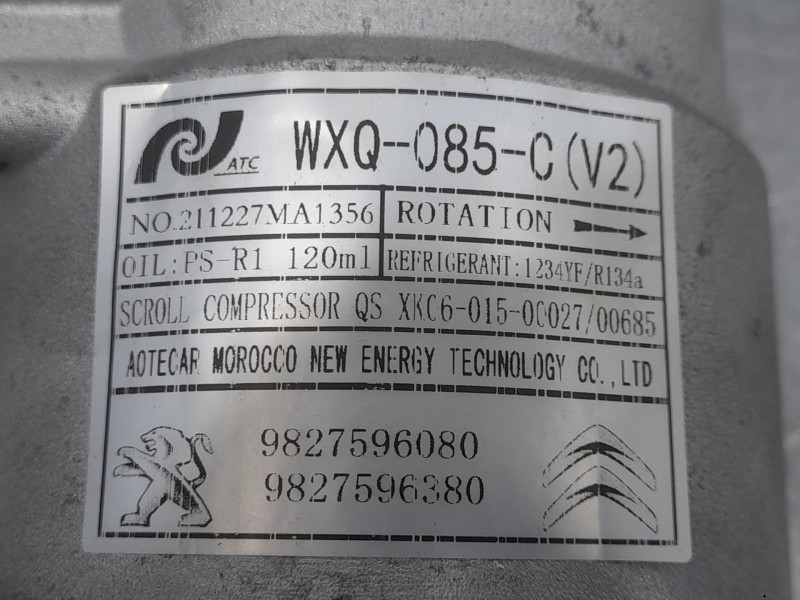 ATC WXQ-085-C(V2)
NO.211227MA1356 ROTATION
OIL:PS-R1 120ml REFRIGERANT:1234YF/R134a
SCROLL COMPRESSOR QS XKC6-015-00027/00685
AOTECAR MOROCCO NEW ENERGY TECHNOLOGY CO.,LTD
9827596080
9827596380